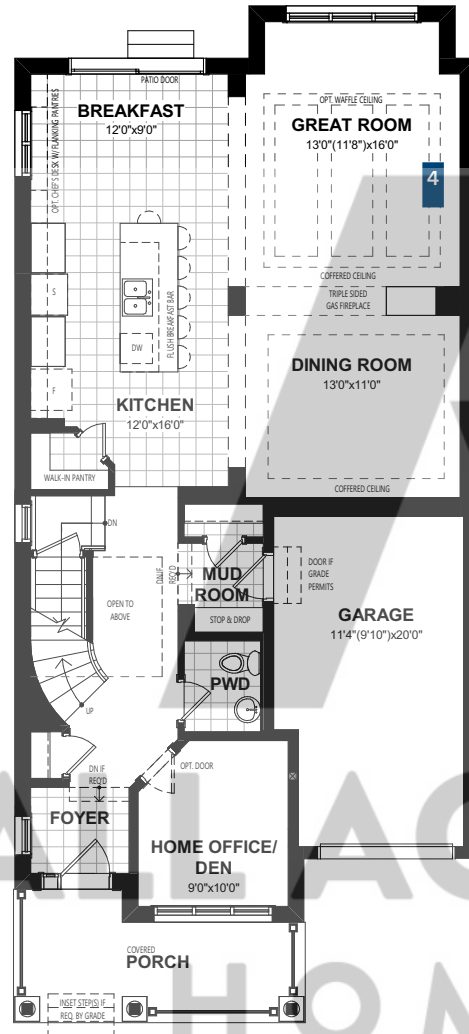 PATIO DOOR
BREAKFAST
12'0"x9'0"
OPT. CHEF'S DESK W/ FLANKING PANTRIES
OPT. WAFFLE CEILING
GREAT ROOM
13'0"(11'8")x16'0"
4
COFFERED CEILING
TRIPLE SIDED
GAS FIREPLACE
S
DW
FLUSH BREAKFAST BAR
F
DINING ROOM
13'0"x11'0"
COFFERED CEILING
KITCHEN
12'0"x16'0"
WALK-IN PANTRY
DN
OPEN TO
ABOVE
DN IF
REQ'D
MUD
ROOM
STOP & DROP
DOOR IF
GRADE
PERMITS
GARAGE
11'4"(9'10")x20'0"
PWD
UP
DN IF
REQ'D
OPT. DOOR
FOYER
HOME OFFICE/
DEN
9'0"x10'0"
COVERED
PORCH
INSET STEP(S) IF
REQ. BY GRADE
ALLAC
HOM